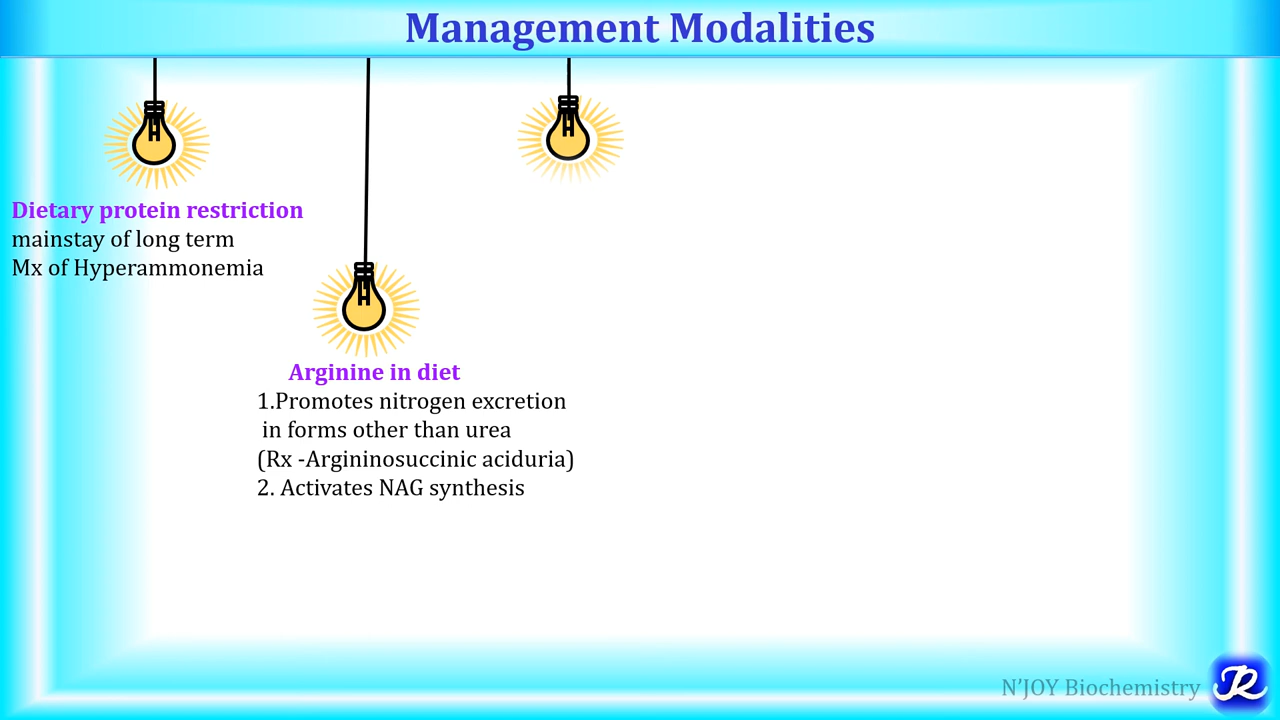 Management Modalities
Dietary protein restriction
mainstay of long term
Mx of Hyperammonemia
Arginine in diet
1.Promotes nitrogen excretion
in forms other than urea
(Rx -Argininosuccinic aciduria)
2. Activates NAG synthesis
N'JOY Biochemistry
JR